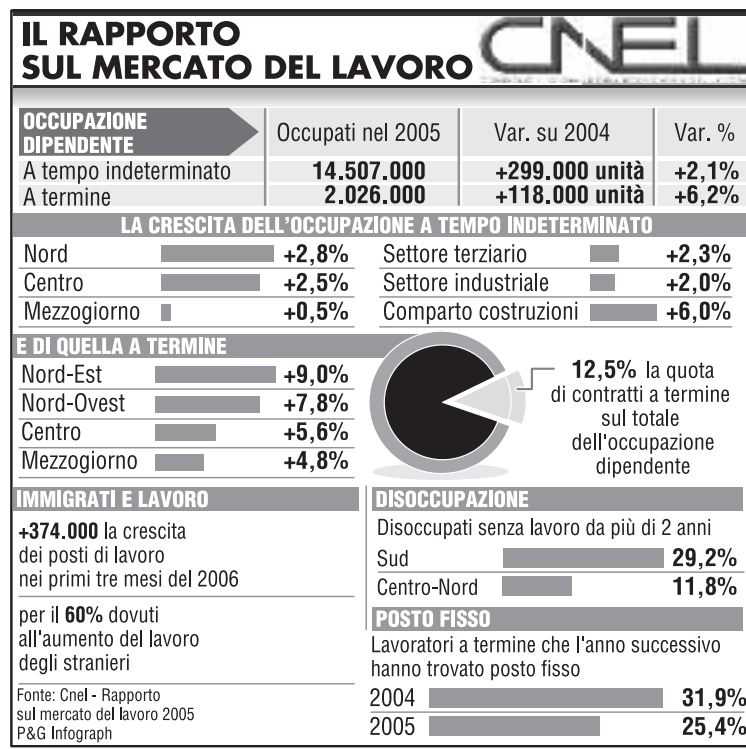 IL RAPPORTO
SUL MERCATO DEL LAVORO
CNEL
OCCUPAZIONE
DIPENDENTE
Occupati nel 2005 Var. su 2004 Var. %
A tempo indeterminato 14.507.000 +299.000 unità +2,1%
A termine 2.026.000 +118.000 unità +6,2%
LA CRESCITA DELL'OCCUPAZIONE A TEMPO INDETERMINATO
Nord +2,8%
Centro +2,5%
Mezzogiorno +0,5%
Settore terziario +2,3%
Settore industriale +2,0%
Comparto costruzioni +6,0%
E DI QUELLA A TERMINE
Nord-Est +9,0%
Nord-Ovest +7,8%
Centro +5,6%
Mezzogiorno +4,8%
12,5% la quota
di contratti a termine
sul totale
dell'occupazione
dipendente
IMMIGRATI E LAVORO
+374.000 la crescita
dei posti di lavoro
nei primi tre mesi del 2006
per il 60% dovuti
all'aumento del lavoro
degli stranieri
Fonte: Cnel - Rapporto
sul mercato del lavoro 2005
P&G Infograph
DISOCCUPAZIONE
Disoccupati senza lavoro da più di 2 anni
Sud 29,2%
Centro-Nord 11,8%
POSTO FISSO
Lavoratori a termine che l'anno successivo
hanno trovato posto fisso
2004 31,9%
2005 25,4%